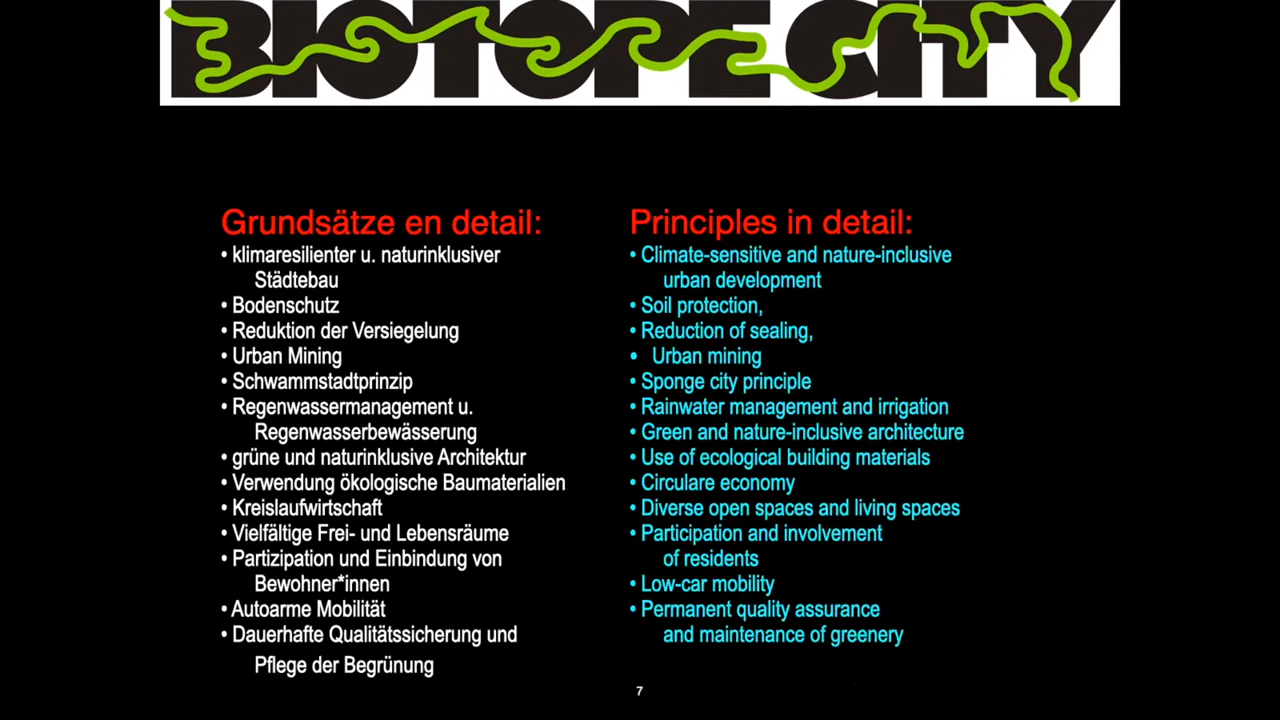 BIOTOPE CITY
Grundsätze en detail:
• klimaresilienter u. naturinklusiver
Städtebau
• Bodenschutz
• Reduktion der Versiegelung
• Urban Mining
• Schwammstadtprinzip
• Regenwassermanagement u.
Regenwasserbewässerung
• grüne und naturinklusive Architektur
• Verwendung ökologische Baumaterialien
• Kreislaufwirtschaft
• Vielfältige Frei- und Lebensräume
• Partizipation und Einbindung von
Bewohner*innen
• Autoarme Mobilität
• Dauerhafte Qualitätssicherung und
Pflege der Begrünung
Principles in detail:
• Climate-sensitive and nature-inclusive
urban development
• Soil protection,
• Reduction of sealing,
• Urban mining
• Sponge city principle
• Rainwater management and irrigation
• Green and nature-inclusive architecture
• Use of ecological building materials
• Circulare economy
• Diverse open spaces and living spaces
• Participation and involvement
of residents
• Low-car mobility
• Permanent quality assurance
and maintenance of greenery
7